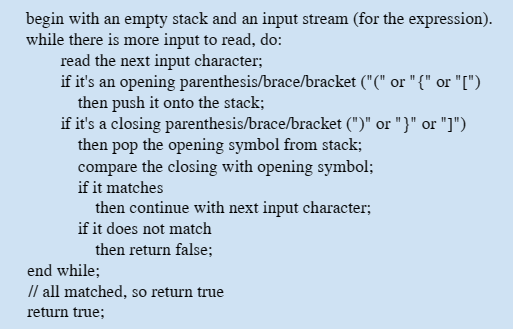 begin with an empty stack and an input stream (for the expression).
while there is more input to read, do:
read the next input character;
if it's an opening parenthesis/brace/bracket ("(" or "{" or "[")
then push it onto the stack;
if it's a closing parenthesis/brace/bracket (")" or "}" or "]")
then pop the opening symbol from stack;
compare the closing with opening symbol;
if it matches
then continue with next input character;
if it does not match
then return false;
end while;
// all matched, so return true
return true;